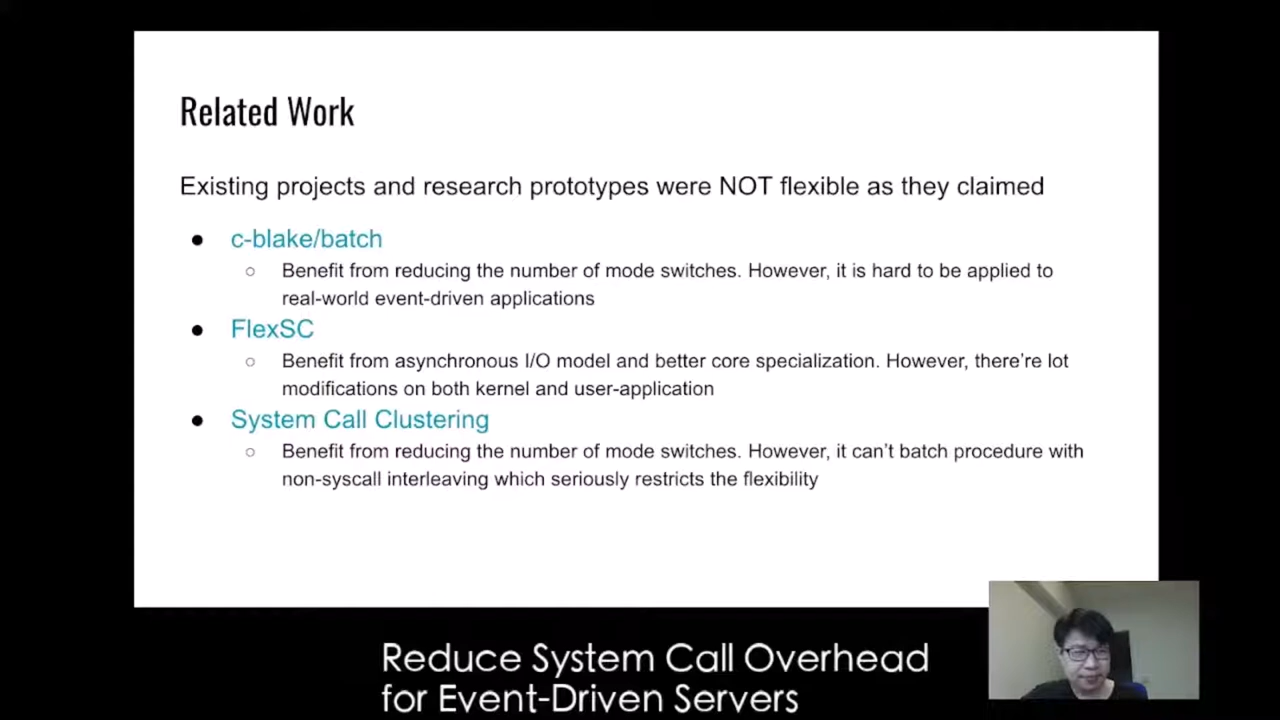 Related Work
Existing projects and research prototypes were NOT flexible as they claimed
● c-blake/batch
○ Benefit from reducing the number of mode switches. However, it is hard to be applied to
real-world event-driven applications
● FlexSC
○ Benefit from asynchronous I/O model and better core specialization. However, there're lot
modifications on both kernel and user-application
● System Call Clustering
○ Benefit from reducing the number of mode switches. However, it can't batch procedure with
non-syscall interleaving which seriously restricts the flexibility
Reduce System Call Overhead
for Event-Driven Servers